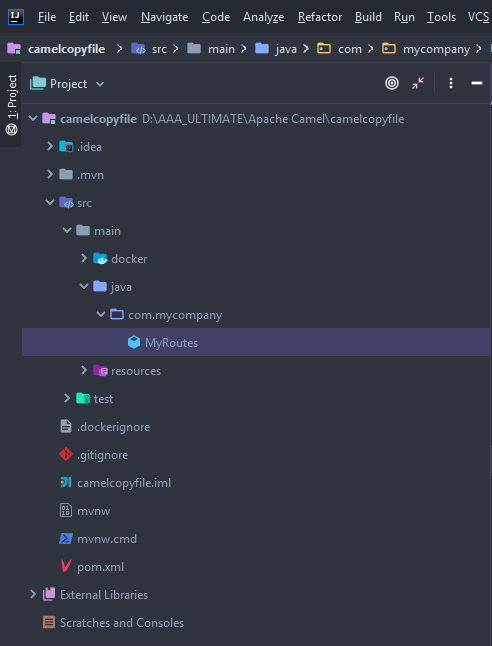 IJ File Edit View Navigate Code Analyze Refactor Build Run Tools VCS
camelcopyfile src main java com mycompany
1: Project
Project
camelcopyfile D:\AAA_ULTIMATE\Apache Camel\camelcopyfile
.idea
.mvn
src
main
docker
java
com.mycompany
MyRoutes
resources
test
.dockerignore
.gitignore
camelcopyfile.iml
mvnw
mvnw.cmd
pom.xml
External Libraries
Scratches and Consoles